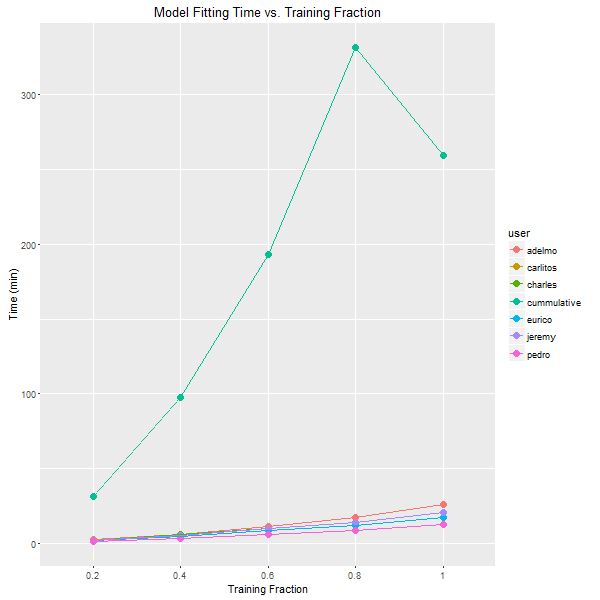 Model Fitting Time vs. Training Fraction
300
200
100
0
Time (min)
0.2 0.4 0.6 0.8 1
Training Fraction
user
adelmo
carlitos
charles
cummulative
eurico
jeremy
pedro